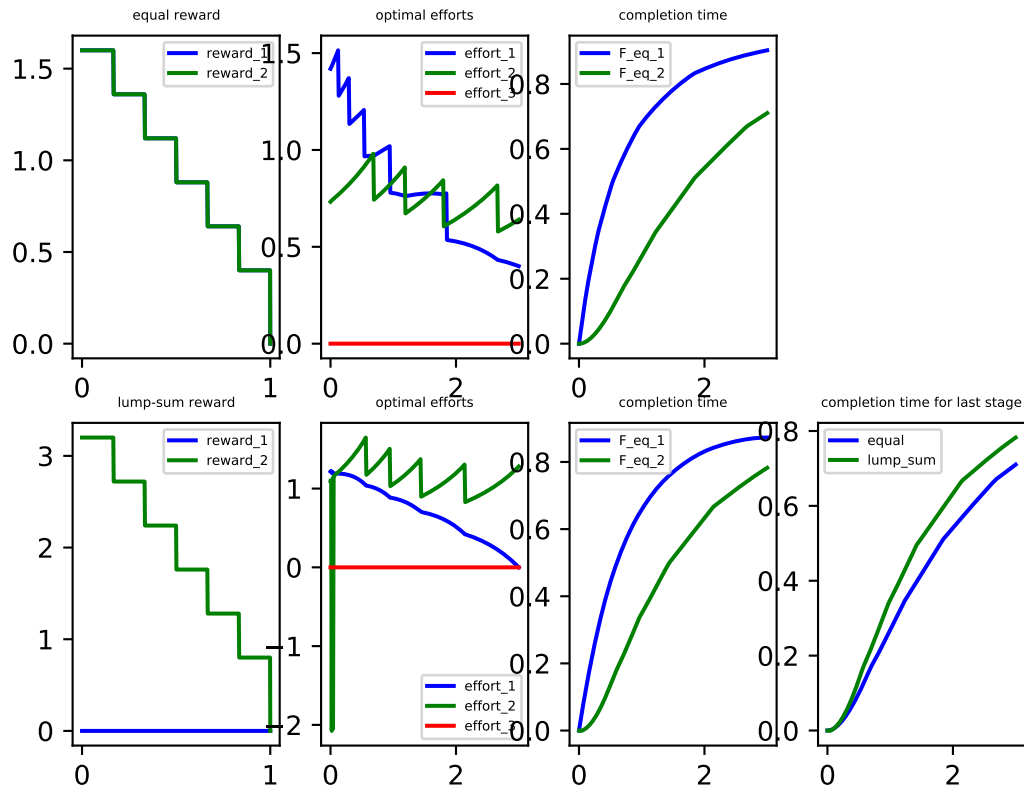 equal reward
optimal efforts
completion time
reward_1
reward_2
effort_1
effort_2
effort_3
F_eq_1
F_eq_2
1.5
1.0
0.5
0.0
0
1
1.5
1.0
0.5
0.0
0
2
0.8
0.6
0.4
0.2
0.0
0
2
lump-sum reward
optimal efforts
completion time
completion time for last stage
reward_1
reward_2
effort_1
effort_2
effort_3
F_eq_1
F_eq_2
equal
lump_sum
3
2
1
0
0
1
1
0
−1
−2
0
2
0.8
0.6
0.4
0.2
0.0
0
2
0.8
0.6
0.4
0.2
0.0
0
2